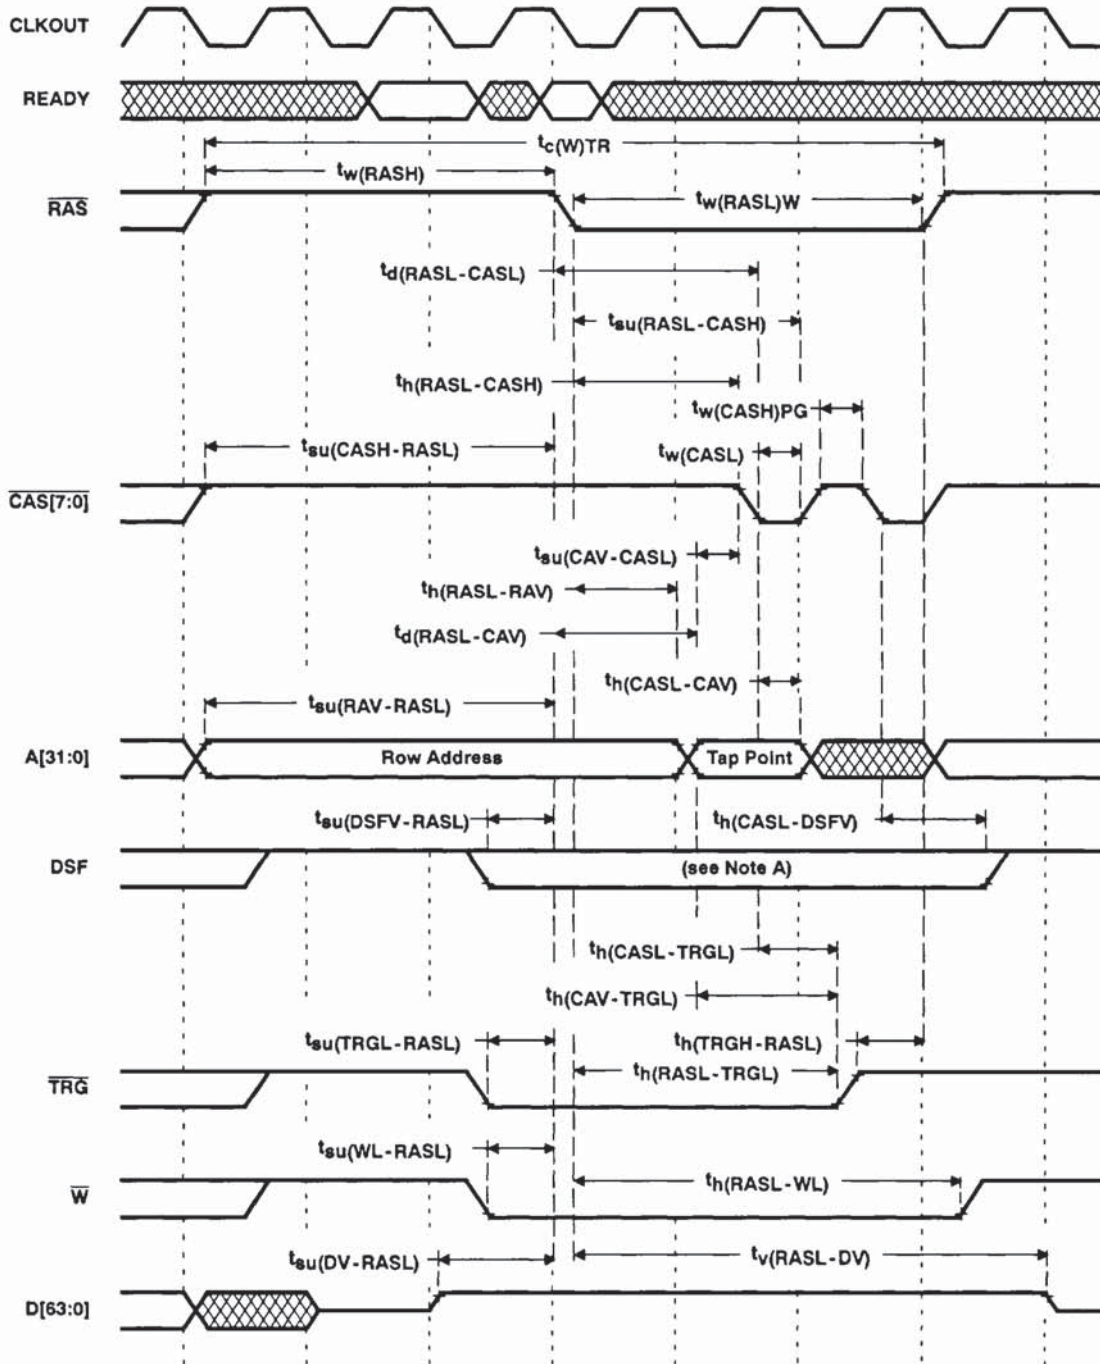 CLKOUT
READY
tc(W)TR
tw(RASH)
RAS
tw(RASL)W
td(RASL-CASL)
tsu(RASL-CASH)
th(RASL-CASH)
tw(CASH)PG
tsu(CASH-RASL)
tw(CASL)
CAS[7:0]
tsu(CAV-CASL)
th(RASL-RAV)
td(RASL-CAV)
th(CASL-CAV)
tsu(RAV-RASL)
A[31:0] Row Address Tap Point
tsu(DSFV-RASL) th(CASL-DSFV)
DSF (see Note A)
th(CASL-TRGL)
th(CAV-TRGL)
tsu(TRGL-RASL) th(TRGH-RASL)
th(RASL-TRGL)
TRG
tsu(WL-RASL)
th(RASL-WL)
W
tsu(DV-RASL) tv(RASL-DV)
D[63:0]